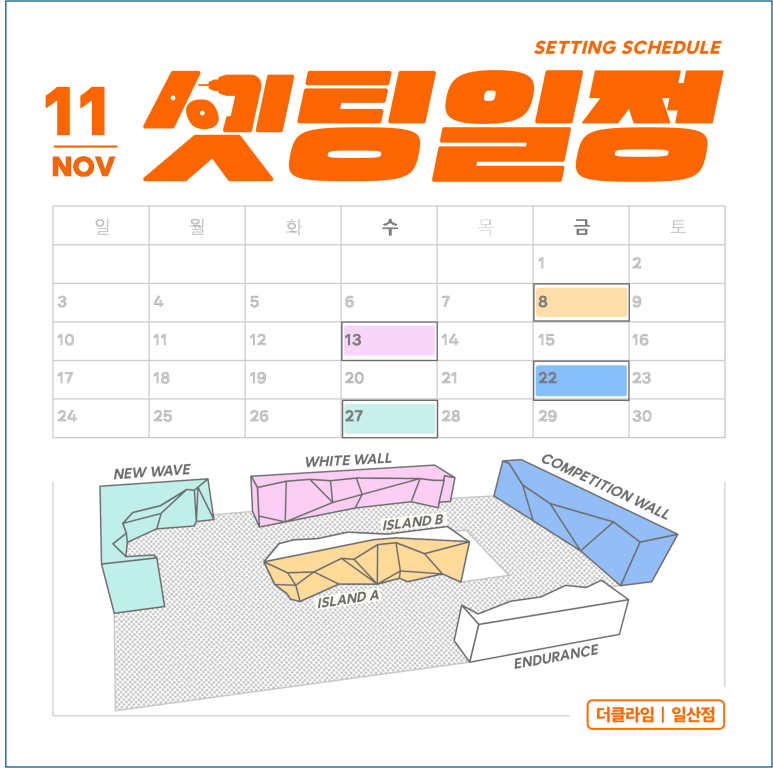 SETTING SCHEDULE
11
NOV
셋팅일정
일 월 화 수 목 금 토
1 2
3 4 5 6 7 8 9
10 11 12 13 14 15 16
17 18 19 20 21 22 23
24 25 26 27 28 29 30
NEW WAVE
WHITE WALL
COMPETITION WALL
ISLAND B
ISLAND A
ENDURANCE
더클라임 | 일산점